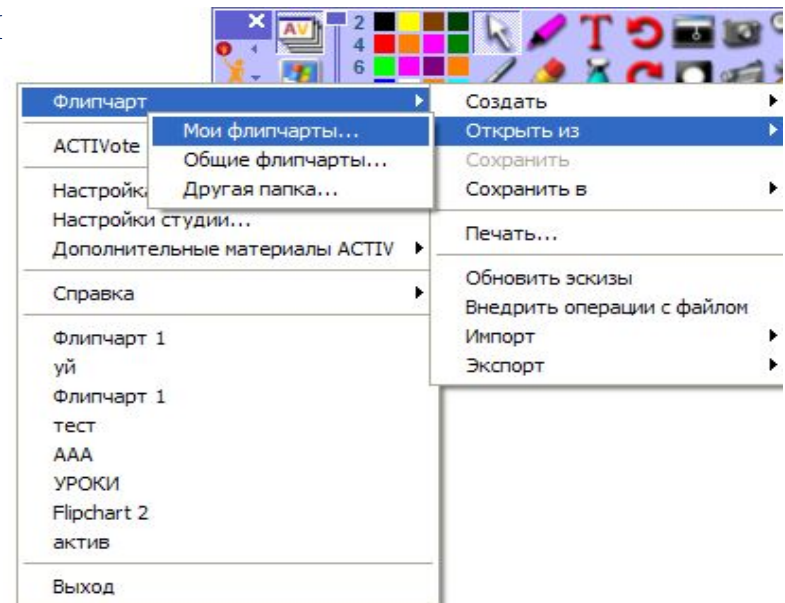 AV
2
4
6
T
Флипчарт
ACTIVote
Настройки студии...
Дополнительные материалы ACTIV
Справка
Флипчарт 1
уй
Флипчарт 1
тест
AAA
УРОКИ
Flipchart 2
актив
Выход
Мои флипчарты...
Общие флипчарты...
Другая папка...
Создать
Открыть из
Сохранить
Сохранить в
Печать...
Обновить эскизы
Внедрить операции с файлом
Импорт
Экспорт